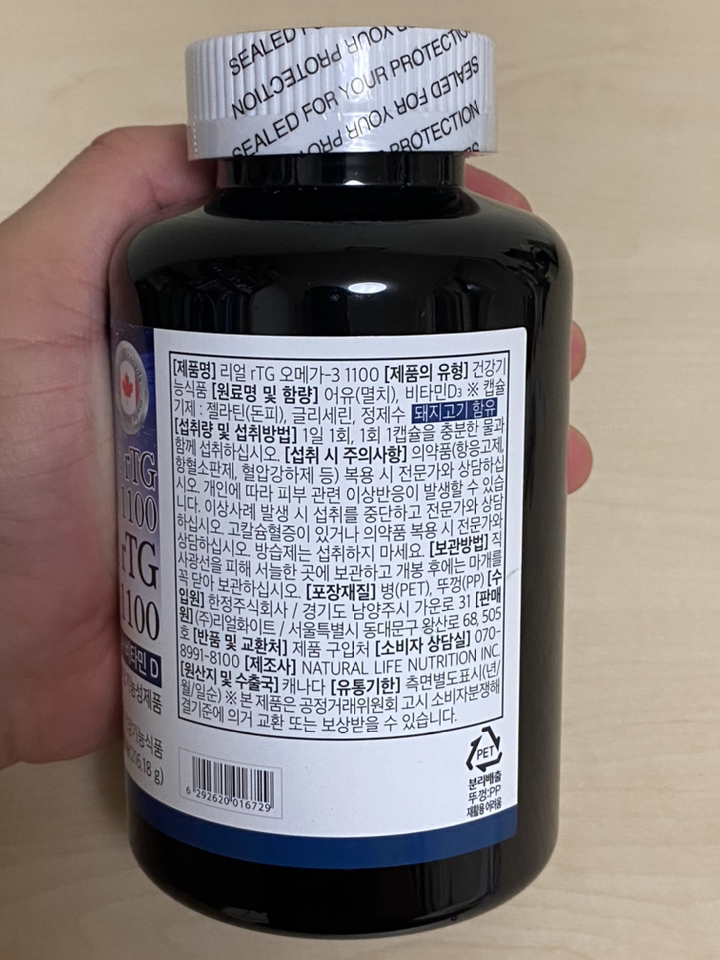 SEALED FOR YOUR PROTECTION
SEALED FOR YOUR PROTECTION
SEALED FOR YOUR PROTECTION
rTG
1100
rTG
1100
비타민 D
[제품명] 리얼 rTG 오메가-3 1100 [제품의 유형] 건강기
능식품 [원료명 및 함량] 어유(멸치), 비타민D₃ ※ 캡슐
기제 : 젤라틴(돈피), 글리세린, 정제수 돼지고기 함유
[섭취량 및 섭취방법] 1일 1회, 1회 1캡슐을 충분한 물과
함께 섭취하십시오. [섭취 시 주의사항] 의약품(항응고제,
항혈소판제, 혈압강하제 등) 복용 시 전문가와 상담하십
시오. 개인에 따라 피부 관련 이상반응이 발생할 수 있습
니다. 이상사례 발생 시 섭취를 중단하고 전문가와 상담
하십시오. 고칼슘혈증이 있거나 의약품 복용 시 전문가와
상담하십시오. 방습제는 섭취하지 마세요. [보관방법] 직
사광선을 피해 서늘한 곳에 보관하고 개봉 후에는 마개를
꼭 닫아 보관하십시오. [포장재질] 병(PET), 뚜껑(PP) [수
입원] 한정주식회사 / 경기도 남양주시 가운로 31 [판매
원] (주)리얼화이트 / 서울특별시 동대문구 왕산로 68, 505
호 [반품 및 교환처] 제품 구입처 [소비자 상담실] 070-
8991-8100 [제조사] NATURAL LIFE NUTRITION INC.
[원산지 및 수출국] 캐나다 [유통기한] 측면별도표시(년/
월/일순) ※ 본 제품은 공정거래위원회 고시 소비자분쟁해
결기준에 의거 교환 또는 보상받을 수 있습니다.
6 292620 016729
PET
분리배출
뚜껑:PP
재활용 어려움